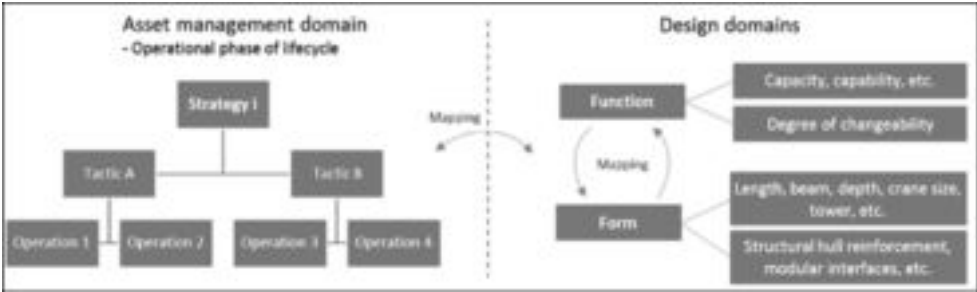 Asset management domain
- Operational phase of lifecycle
Strategy i
Tactic A
Tactic B
Operation 1
Operation 2
Operation 3
Operation 4
Mapping
Design domains
Function
Capacity, capability, etc.
Degree of changeability
Mapping
Form
Length, beam, depth, crane size,
tower, etc.
Structural hull reinforcement,
modular interfaces, etc.